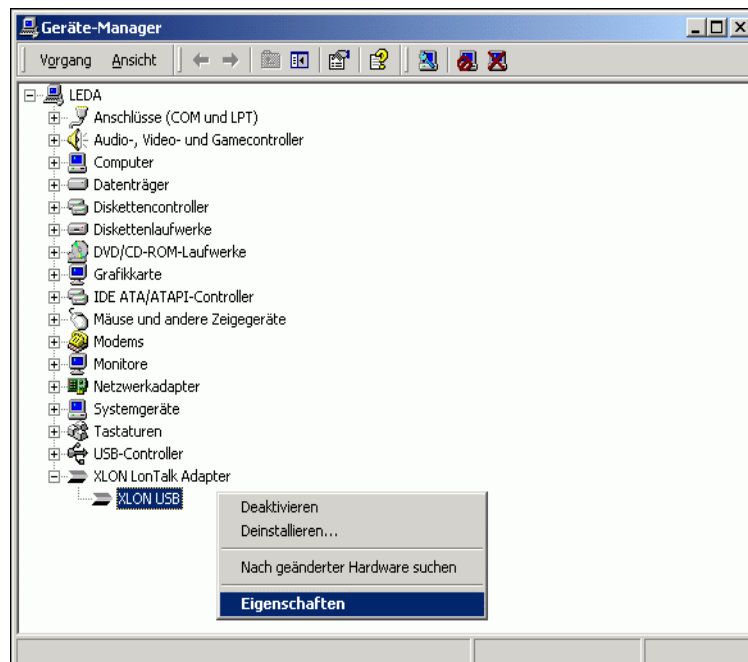 Geräte-Manager
Vorgang Ansicht
LEDA
Anschlüsse (COM und LPT)
Audio-, Video- und Gamecontroller
Computer
Datenträger
Diskettencontroller
Diskettenlaufwerke
DVD/CD-ROM-Laufwerke
Grafikkarte
IDE ATA/ATAPI-Controller
Mäuse und andere Zeigegeräte
Modems
Monitore
Netzwerkadapter
Systemgeräte
Tastaturen
USB-Controller
XLON LonTalk Adapter
XLON USB
Deaktivieren
Deinstallieren...
Nach geänderter Hardware suchen
Eigenschaften